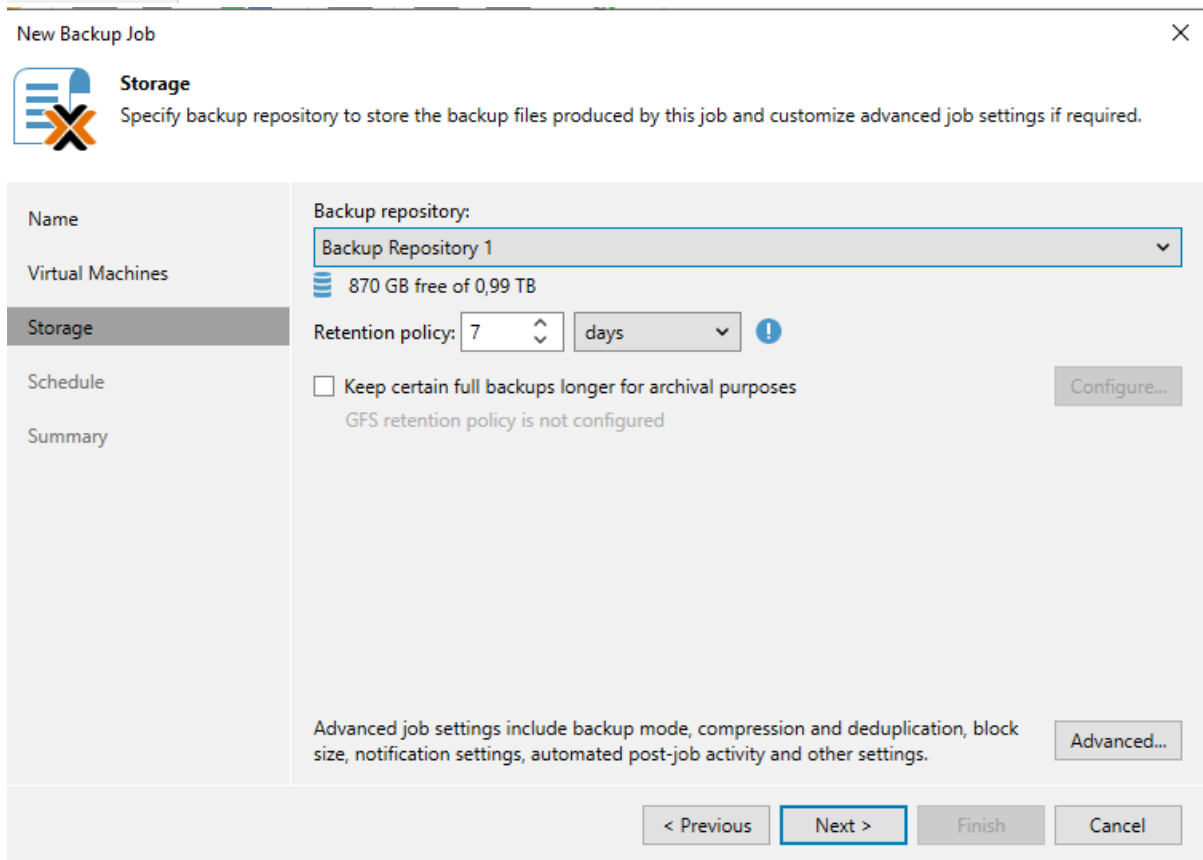 New Backup Job
Storage
Specify backup repository to store the backup files produced by this job and customize advanced job settings if required.
Name
Virtual Machines
Storage
Schedule
Summary
Backup repository:
Backup Repository 1
870 GB free of 0,99 TB
Retention policy: 7 days
Keep certain full backups longer for archival purposes
Configure...
GFS retention policy is not configured
Advanced job settings include backup mode, compression and deduplication, block
size, notification settings, automated post-job activity and other settings.
Advanced...
< Previous Next > Finish Cancel